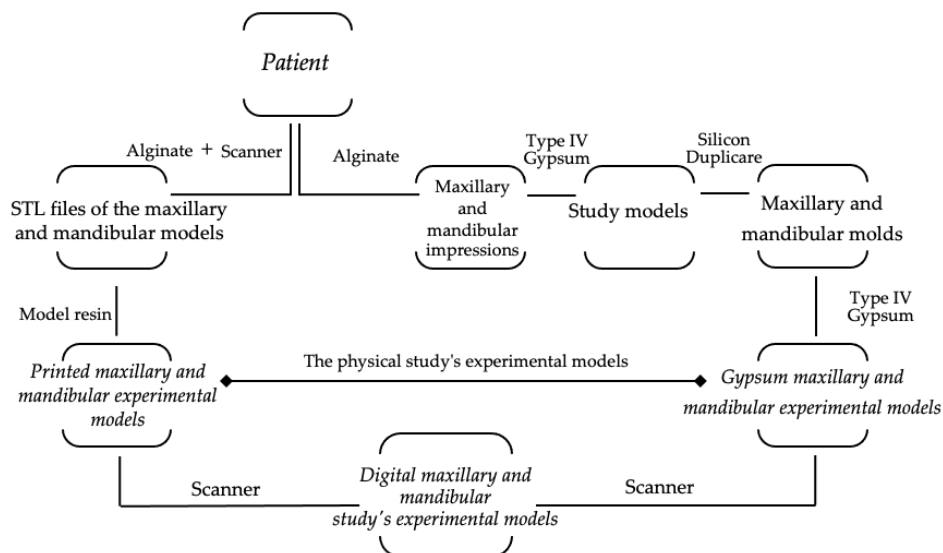 Patient
Alginate + Scanner
Alginate
Type IV
Gypsum
Silicon
Duplicare
STL files of the maxillary
and mandibular models
Maxillary
and
mandibular
impressions
Study models
Maxillary and
mandibular molds
Model resin
Type IV
Gypsum
Printed maxillary and
mandibular experimental
models
The physical study's experimental models
Gypsum maxillary and
mandibular experimental models
Scanner
Digital maxillary and
mandibular
study's experimental models
Scanner